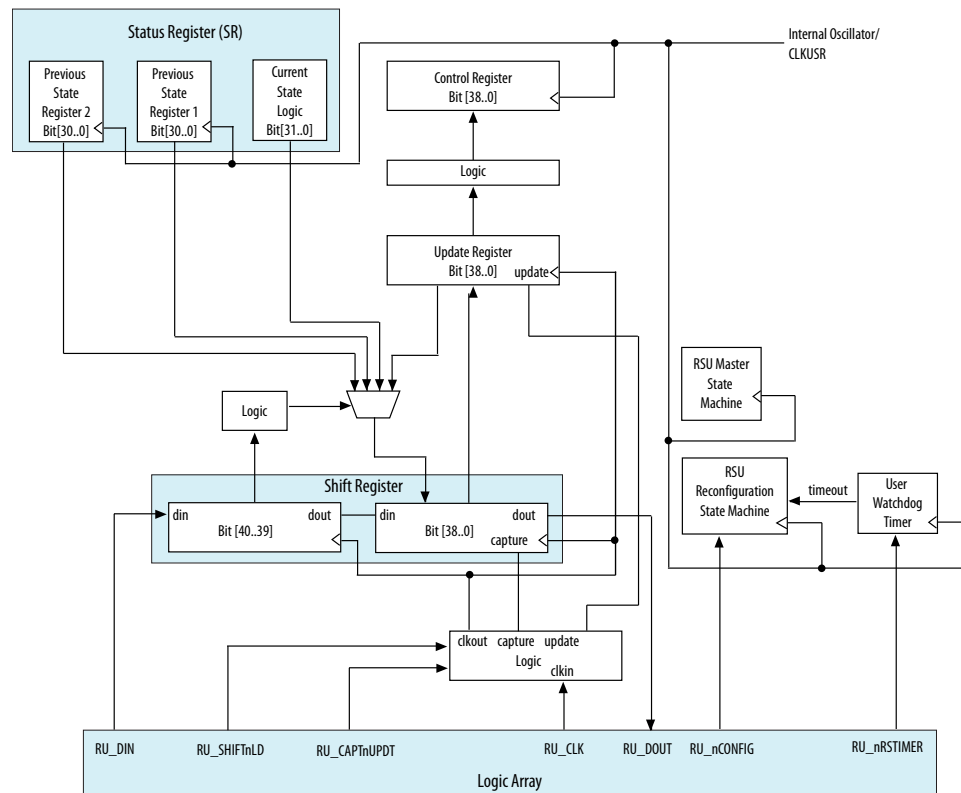 Status Register (SR)
Previous
State
Register 2
Bit[30..0]
Previous
State
Register 1
Bit[30..0]
Current
State
Logic
Bit[31..0]
Internal Oscillator/
CLKUSR
Control Register
Bit [38..0]
Logic
Update Register
Bit [38..0]
update
RSU Master
State
Machine
Logic
Shift Register
din
dout
Bit [40..39]
din
dout
Bit [38..0]
capture
RSU
Reconfiguration
State Machine
timeout
User
Watchdog
Timer
clkout capture update
Logic
clkin
RU_DIN
RU_SHIFTnLD
RU_CAPTnUPDT
RU_CLK
RU_DOUT
RU_nCONFIG
RU_nRSTIMER
Logic Array